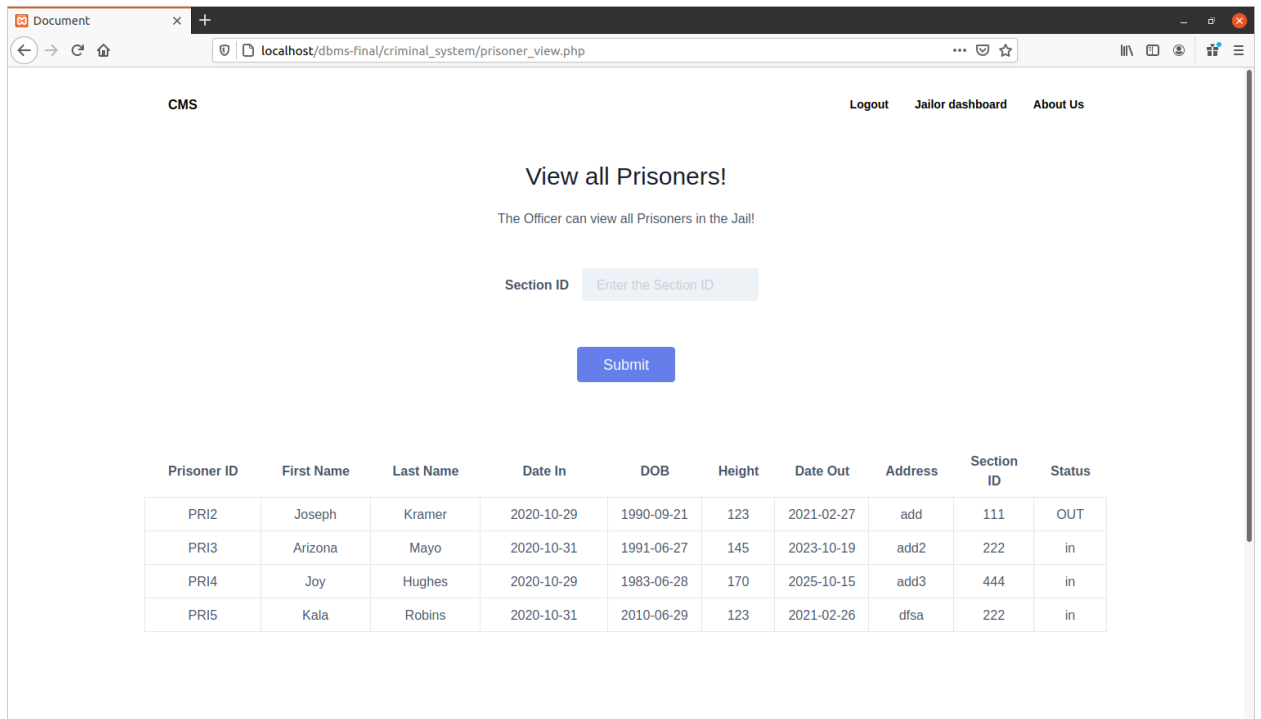 Document
localhost/dbms-final/criminal_system/prisoner_view.php
CMS Logout Jailor dashboard About Us
View all Prisoners!
The Officer can view all Prisoners in the Jail!
Section ID Enter the Section ID
Submit
Prisoner ID First Name Last Name Date In DOB Height Date Out Address Section ID Status
PRI2 Joseph Kramer 2020-10-29 1990-09-21 123 2021-02-27 add 111 OUT
PRI3 Arizona Mayo 2020-10-31 1991-06-27 145 2023-10-19 add2 222 in
PRI4 Joy Hughes 2020-10-29 1983-06-28 170 2025-10-15 add3 444 in
PRI5 Kala Robins 2020-10-31 2010-06-29 123 2021-02-26 dfsa 222 in